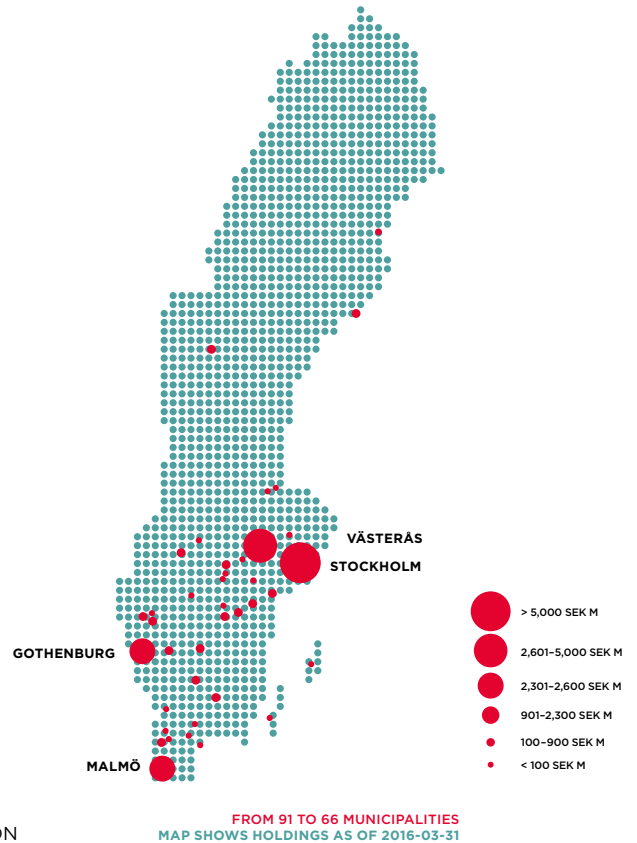 VÄSTERÅS
STOCKHOLM
> 5,000 SEK M
2,601–5,000 SEK M
GOTHENBURG
2,301–2,600 SEK M
901–2,300 SEK M
100–900 SEK M
MALMÖ
< 100 SEK M
FROM 91 TO 66 MUNICIPALITIES
ON
MAP SHOWS HOLDINGS AS OF 2016-03-31